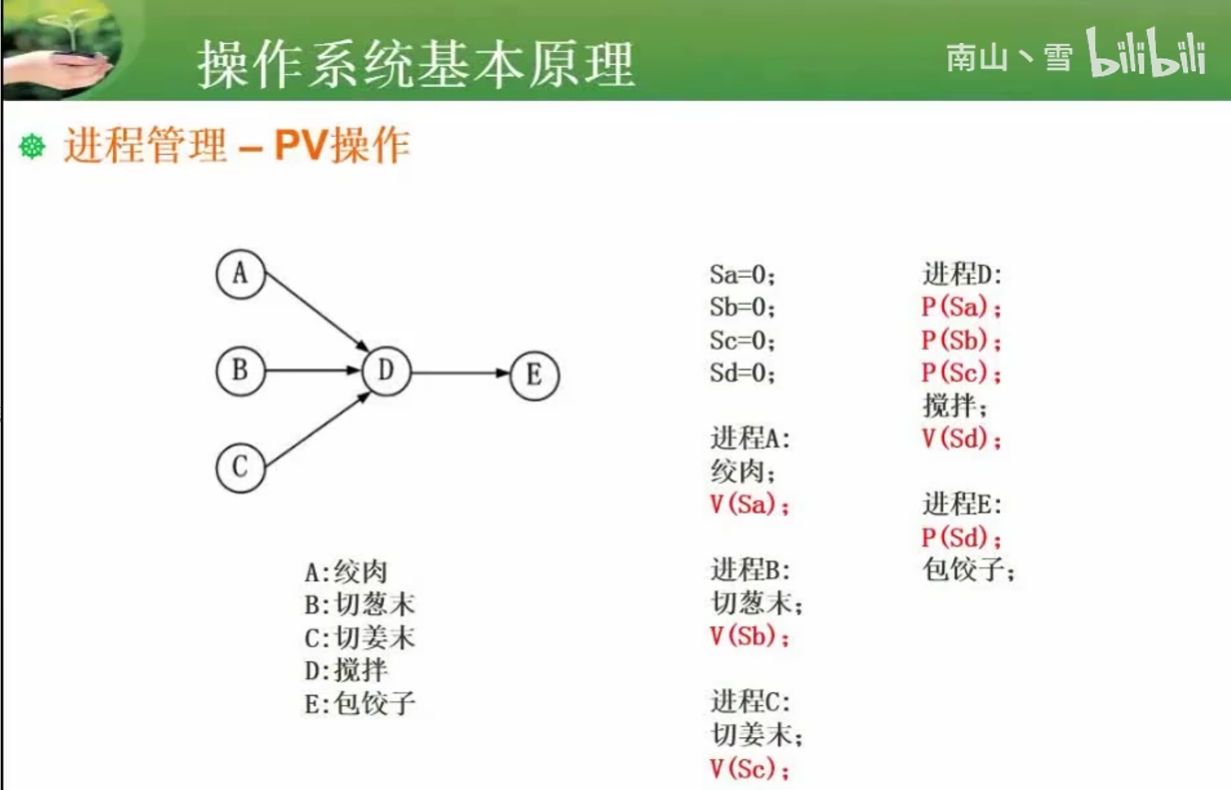 操作系统基本原理
南山丶雪 bilibili
进程管理 – PV操作
A
B
C
D
E
A:绞肉
B:切葱末
C:切姜末
D:搅拌
E:包饺子
Sa=0;
Sb=0;
Sc=0;
Sd=0;
进程A:
绞肉;
V(Sa);
进程B:
切葱末;
V(Sb);
进程C:
切姜末;
V(Sc);
进程D:
P(Sa);
P(Sb);
P(Sc);
搅拌;
V(Sd);
进程E:
P(Sd);
包饺子;